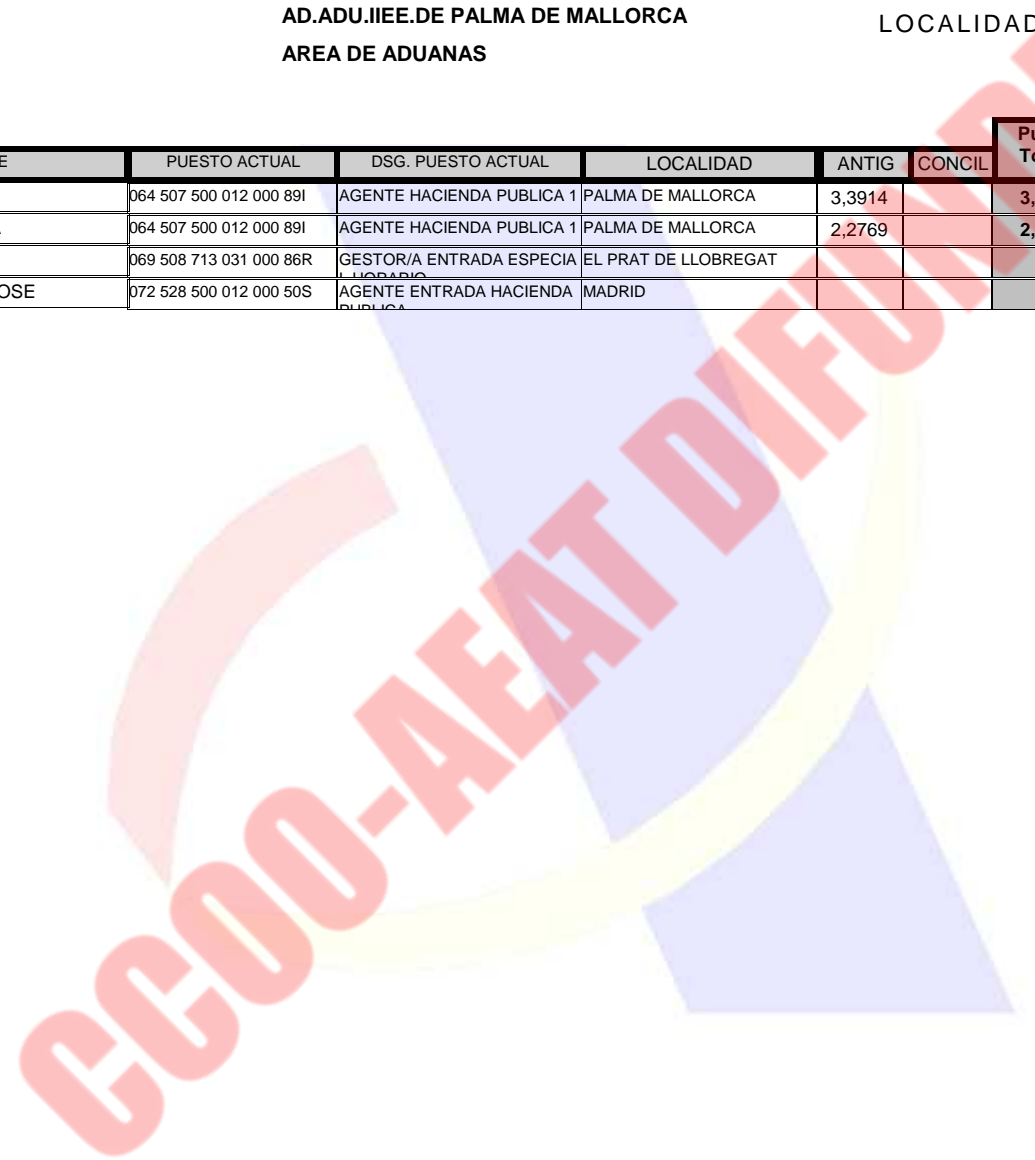 AD.ADU.IIEE.DE PALMA DE MALLORCA
LOCALIDAD
AREA DE ADUANAS
E PUESTO ACTUAL DSG. PUESTO ACTUAL LOCALIDAD ANTIG CONCIL
064 507 500 012 000 89I AGENTE HACIENDA PUBLICA 1 PALMA DE MALLORCA 3,3914 3,
064 507 500 012 000 89I AGENTE HACIENDA PUBLICA 1 PALMA DE MALLORCA 2,2769 2,
069 508 713 031 000 86R GESTOR/A ENTRADA ESPECIA EL PRAT DE LLOBREGAT
L HORARIO
OSE 072 528 500 012 000 50S AGENTE ENTRADA HACIENDA MADRID
PUBLICA
CCOO-AEAT DIFUND